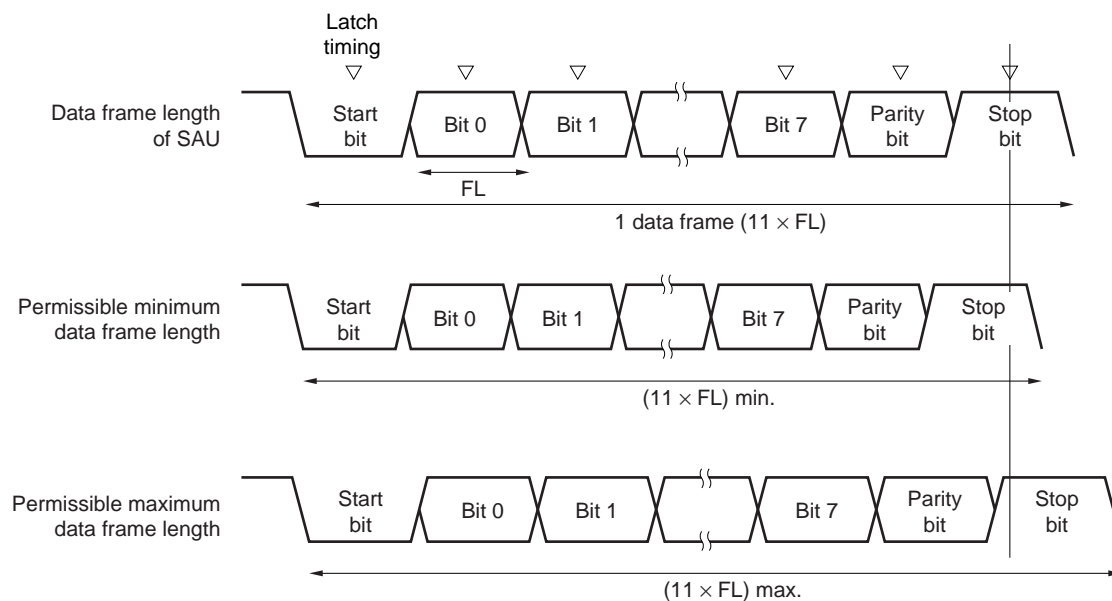 Latch
timing
Data frame length
of SAU
Start
bit
Bit 0
Bit 1
Bit 7
Parity
bit
Stop
bit
FL
1 data frame (11 × FL)
Permissible minimum
data frame length
Start
bit
Bit 0
Bit 1
Bit 7
Parity
bit
Stop
bit
(11 × FL) min.
Permissible maximum
data frame length
Start
bit
Bit 0
Bit 1
Bit 7
Parity
bit
Stop
bit
(11 × FL) max.